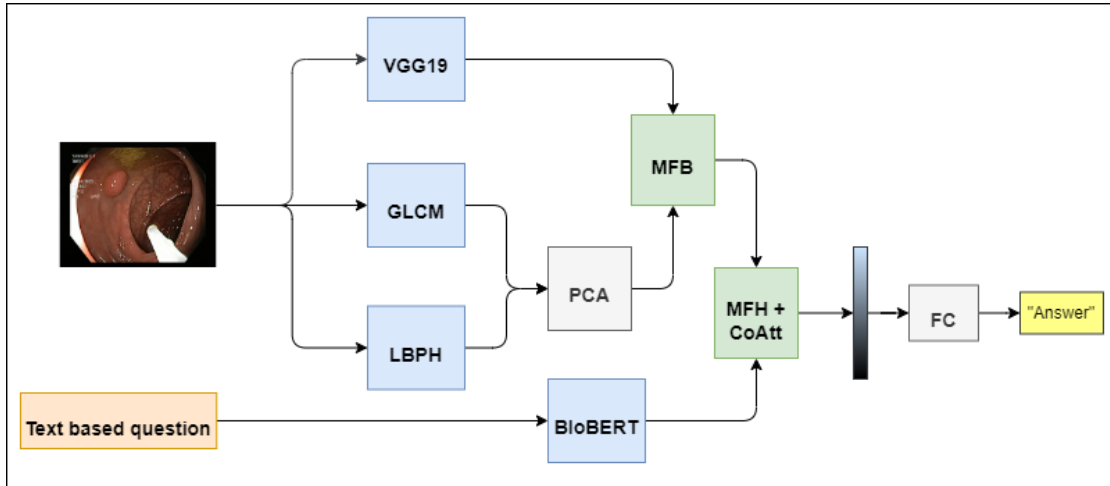 VGG19
GLCM
LBPH
PCA
MFB
MFH +
CoAtt
FC
"Answer"
Text based question
BIoBERT